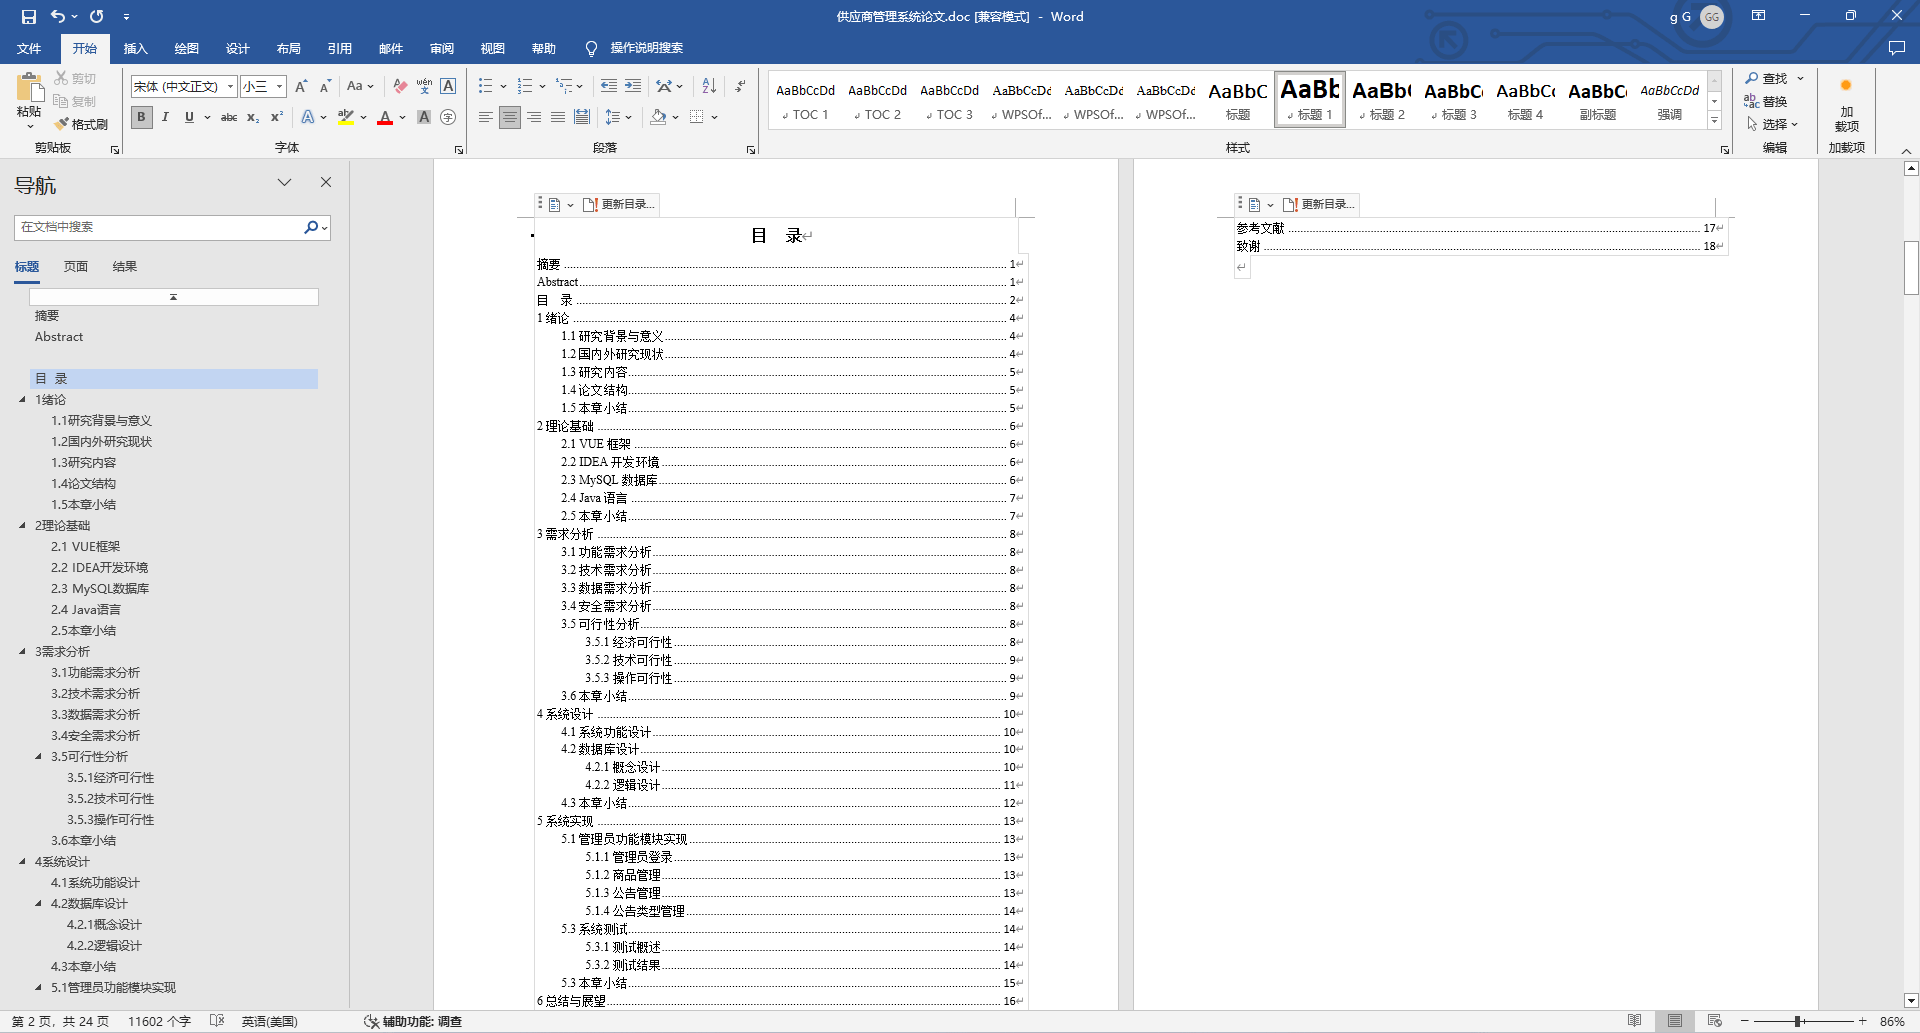 供应商管理系统论文.doc [兼容模式] - Word
g G GG
文件 开始 插入 绘图 设计 布局 引用 邮件 审阅 视图 帮助 操作说明搜索
粘贴
剪切
复制
格式刷
剪贴板
宋体 (中文正文) 小三
字体
段落
AaBbCcDd AaBbCcDd AaBbCcDd AaBbCcDd AaBbCcDd AaBbCcDd AaBbC AaBb AaBb( AaBbC AaBbC AaBbC AaBbCcDd
TOC 1 TOC 2 TOC 3 WPSOf... WPSOf... WPSOf... 标题 标题 1 标题 2 标题 3 标题 4 副标题 强调
样式
查找
替换
选择
编辑
加
载项
加载项
导航
在文档中搜索
标题 页面 结果
摘要
Abstract
目 录
1绪论
1.1研究背景与意义
1.2国内外研究现状
1.3研究内容
1.4论文结构
1.5本章小结
2理论基础
2.1 VUE框架
2.2 IDEA开发环境
2.3 MySQL数据库
2.4 Java语言
2.5本章小结
3需求分析
3.1功能需求分析
3.2技术需求分析
3.3数据需求分析
3.4安全需求分析
3.5可行性分析
3.5.1经济可行性
3.5.2技术可行性
3.5.3操作可行性
3.6本章小结
4系统设计
4.1系统功能设计
4.2数据库设计
4.2.1概念设计
4.2.2逻辑设计
4.3本章小结
5.1管理员功能模块实现
更新目录...
目 录
摘要 1
Abstract 1
目 录 2
1 绪论 4
1.1 研究背景与意义 4
1.2 国内外研究现状 4
1.3 研究内容 5
1.4 论文结构 5
1.5 本章小结 5
2 理论基础 6
2.1 VUE 框架 6
2.2 IDEA 开发环境 6
2.3 MySQL 数据库 6
2.4 Java 语言 7
2.5 本章小结 7
3 需求分析 8
3.1 功能需求分析 8
3.2 技术需求分析 8
3.3 数据需求分析 8
3.4 安全需求分析 8
3.5 可行性分析 8
3.5.1 经济可行性 8
3.5.2 技术可行性 9
3.5.3 操作可行性 9
3.6 本章小结 9
4 系统设计 10
4.1 系统功能设计 10
4.2 数据库设计 10
4.2.1 概念设计 10
4.2.2 逻辑设计 11
4.3 本章小结 12
5 系统实现 13
5.1 管理员功能模块实现 13
5.1.1 管理员登录 13
5.1.2 商品管理 13
5.1.3 公告管理 13
5.1.4 公告类型管理 14
5.3 系统测试 14
5.3.1 测试概述 14
5.3.2 测试结果 14
5.3 本章小结 15
6 总结与展望 16
更新目录...
参考文献 17
致谢 18
第 2 页，共 24 页 11602 个字 英语(美国) 辅助功能: 调查 86%